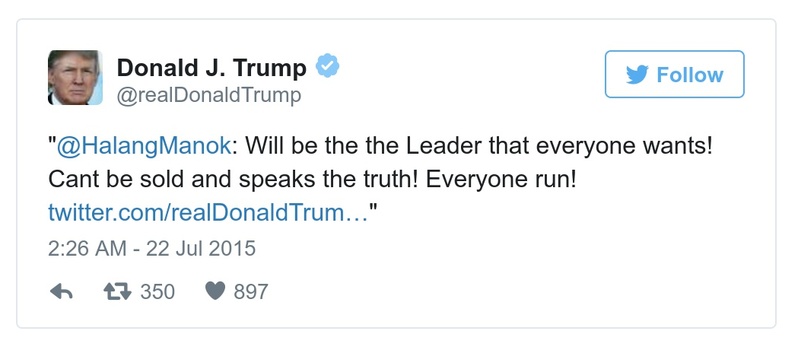 Donald J. Trump
@realDonaldTrump
Follow
"@HalangManok: Will be the the Leader that everyone wants!
Cant be sold and speaks the truth! Everyone run!
twitter.com/realDonaldTrum…"
2:26 AM - 22 Jul 2015
350 897